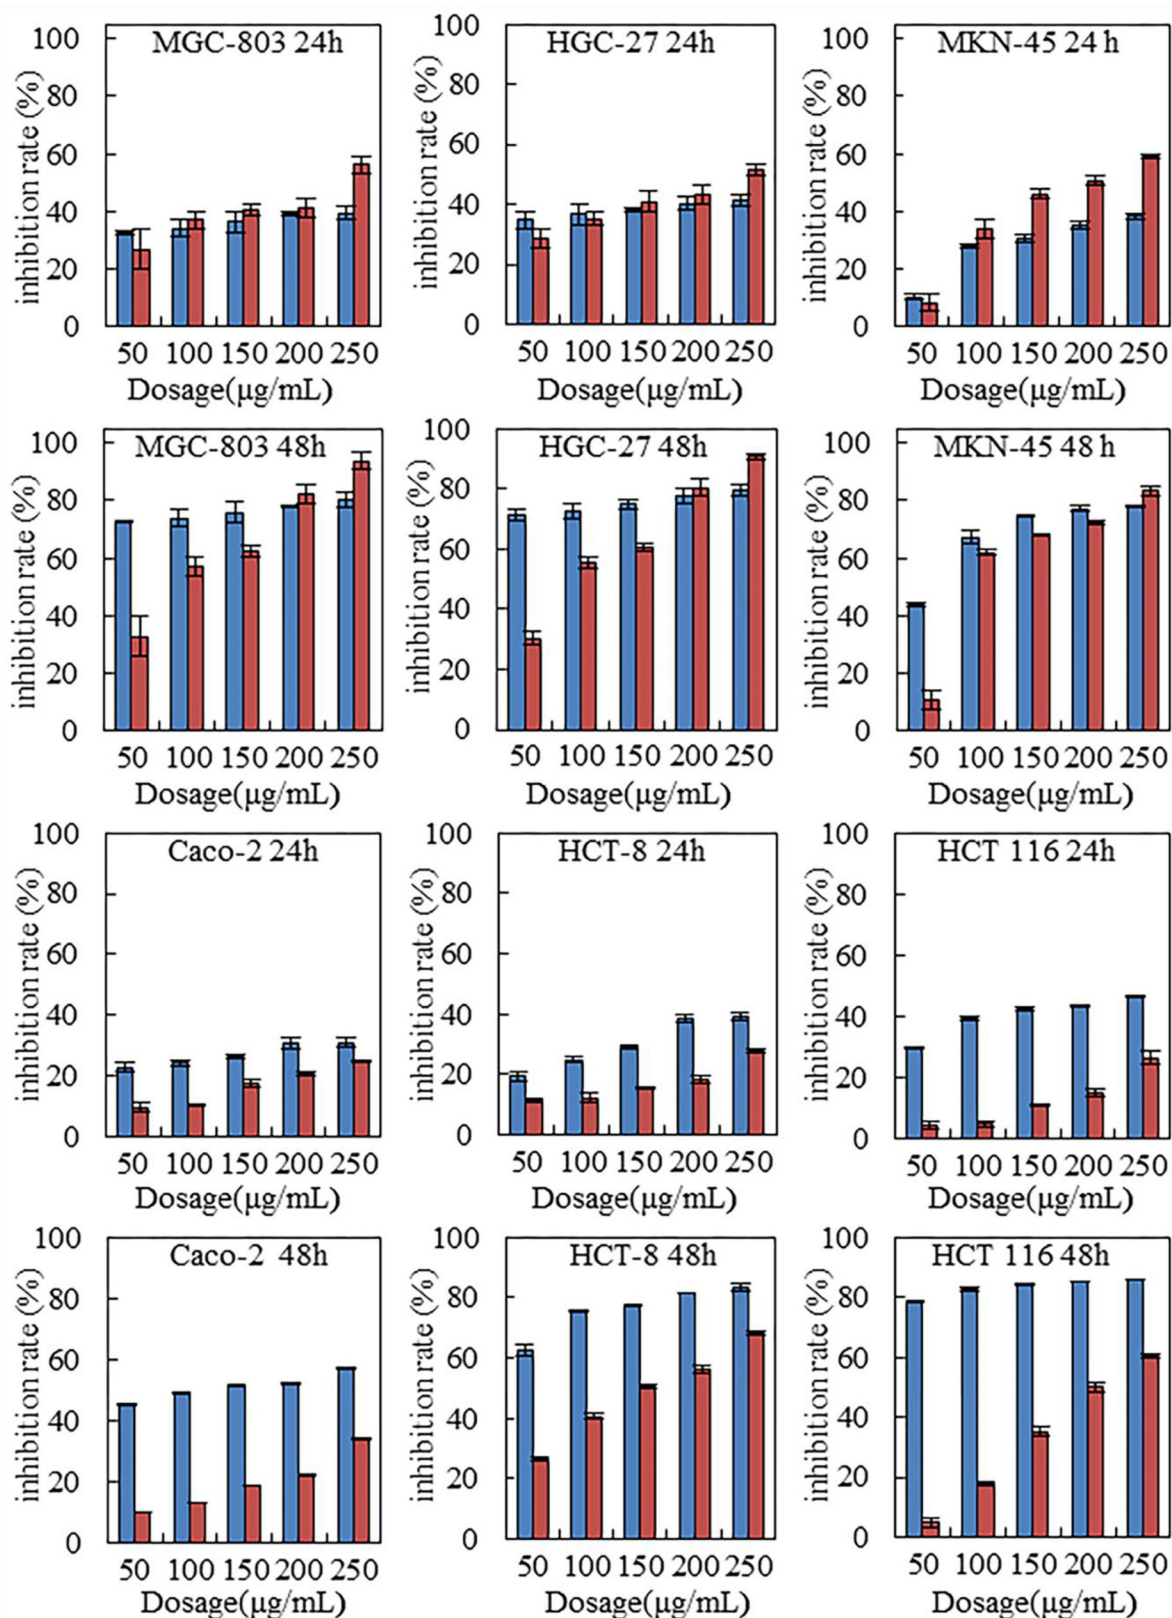 MGC-803 24h
inhibition rate (%)
100
80
60
40
20
0
50 100 150 200 250
Dosage(μg/mL)
HGC-27 24h
inhibition rate (%)
100
80
60
40
20
0
50 100 150 200 250
Dosage(μg/mL)
MKN-45 24 h
inhibition rate (%)
100
80
60
40
20
0
50 100 150 200 250
Dosage(μg/mL)
MGC-803 48h
inhibition rate (%)
100
80
60
40
20
0
50 100 150 200 250
Dosage(μg/mL)
HGC-27 48h
inhibition rate (%)
100
80
60
40
20
0
50 100 150 200 250
Dosage(μg/mL)
MKN-45 48 h
inhibition rate (%)
100
80
60
40
20
0
50 100 150 200 250
Dosage(μg/mL)
Caco-2 24h
inhibition rate (%)
100
80
60
40
20
0
50 100 150 200 250
Dosage(μg/mL)
HCT-8 24h
inhibition rate (%)
100
80
60
40
20
0
50 100 150 200 250
Dosage(μg/mL)
HCT 116 24h
inhibition rate (%)
100
80
60
40
20
0
50 100 150 200 250
Dosage(μg/mL)
Caco-2 48h
inhibition rate (%)
100
80
60
40
20
0
50 100 150 200 250
Dosage(μg/mL)
HCT-8 48h
inhibition rate (%)
100
80
60
40
20
0
50 100 150 200 250
Dosage(μg/mL)
HCT 116 48h
inhibition rate (%)
100
80
60
40
20
0
50 100 150 200 250
Dosage(μg/mL)